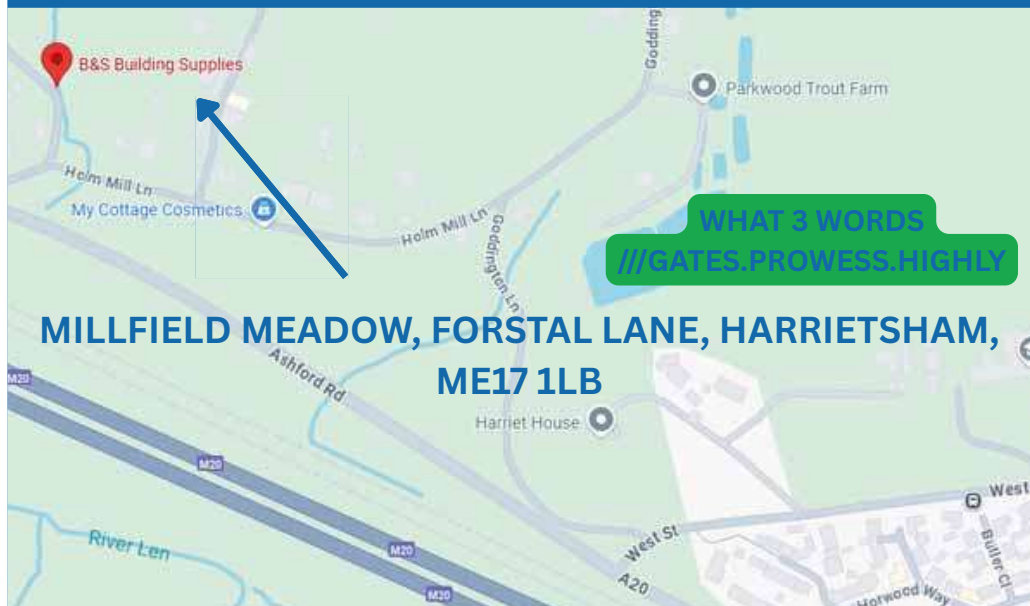 B&S Building Supplies
Godding
Parkwood Trout Farm
Holm Mill Ln
My Cottage Cosmetics
Holm Mill Ln
Goddington Ln
WHAT 3 WORDS
///GATES.PROWESS.HIGHLY
MILLFIELD MEADOW, FORSTAL LANE, HARRIETSHAM,
ME17 1LB
Ashford Rd
M20
Harriet House
M20
West
River Len
M20
West St
Butler Cl
A20
M20
Horwood Way